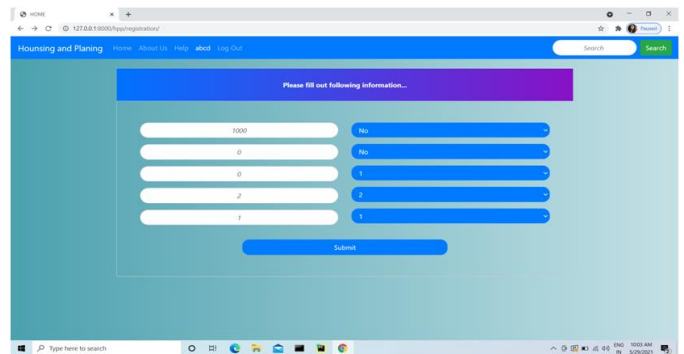 HOME
127.0.0.1:8000/hpp/registration/
Paused
Hounsing and Planing Home About Us Help abcd Log Out Search Search
Please fill out following information...
1000 No
0 No
0 1
2 2
1 1
Submit
Type here to search
ENG 10:03 AM
IN 5/29/2021
2